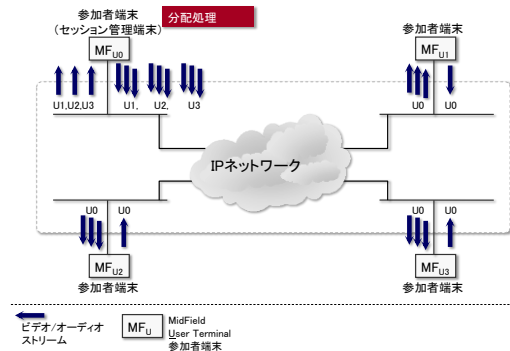 参加者端末
（セッション管理端末）
分配処理
参加者端末
MFU0
MFU1
U1,U2,U3
U1,
U2,
U3
U0
U0
IPネットワーク
U0
U0
U0
U0
MFU2
MFU3
参加者端末
参加者端末
ビデオ/オーディオ
ストリーム
MFU
MidField
User Terminal
参加者端末